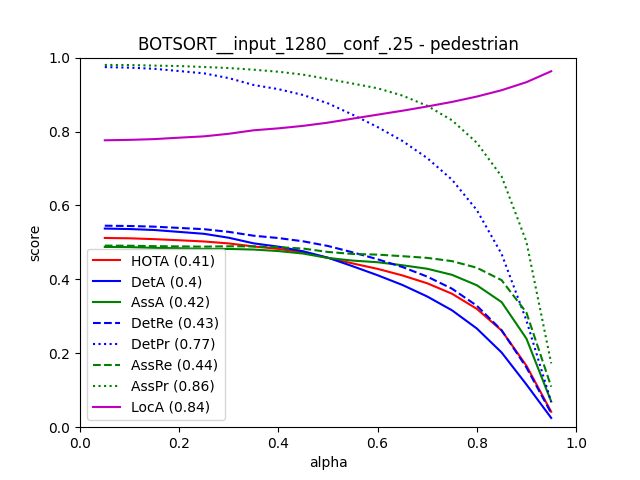 BOTSORT__input_1280__conf_.25 - pedestrian
score
1.0
0.8
0.6
0.4
0.2
0.0
HOTA (0.41)
DetA (0.4)
AssA (0.42)
DetRe (0.43)
DetPr (0.77)
AssRe (0.44)
AssPr (0.86)
LocA (0.84)
0.0 0.2 0.4 0.6 0.8 1.0
alpha